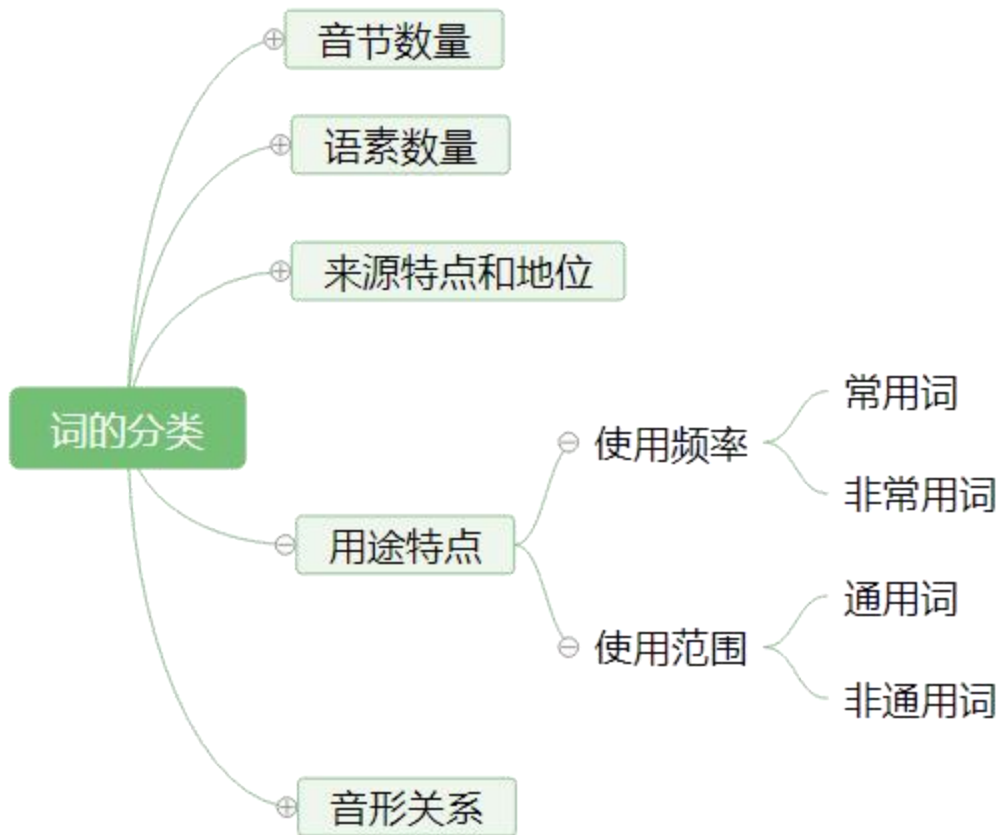 音节数量
语素数量
来源特点和地位
词的分类
用途特点
使用频率
常用词
非常用词
使用范围
通用词
非通用词
音形关系